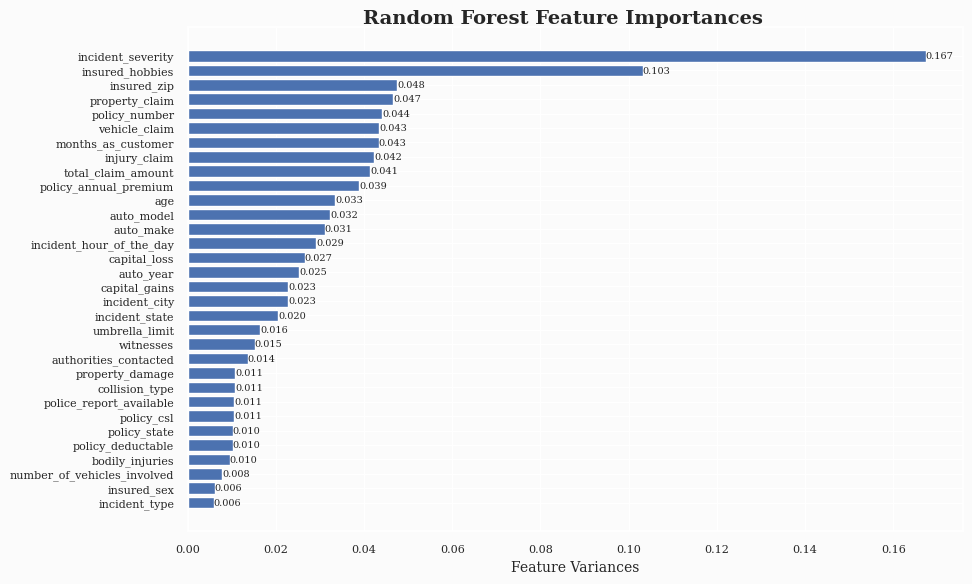 Random Forest Feature Importances
incident_severity 0.167
insured_hobbies 0.103
insured_zip 0.048
property_claim 0.047
policy_number 0.044
vehicle_claim 0.043
months_as_customer 0.043
injury_claim 0.042
total_claim_amount 0.041
policy_annual_premium 0.039
age 0.033
auto_model 0.032
auto_make 0.031
incident_hour_of_the_day 0.029
capital_loss 0.027
auto_year 0.025
capital_gains 0.023
incident_city 0.023
incident_state 0.020
umbrella_limit 0.016
witnesses 0.015
authorities_contacted 0.014
property_damage 0.011
collision_type 0.011
police_report_available 0.011
policy_csl 0.011
policy_state 0.010
policy_deductable 0.010
bodily_injuries 0.010
number_of_vehicles_involved 0.008
insured_sex 0.006
incident_type 0.006
0.00 0.02 0.04 0.06 0.08 0.10 0.12 0.14 0.16
Feature Variances